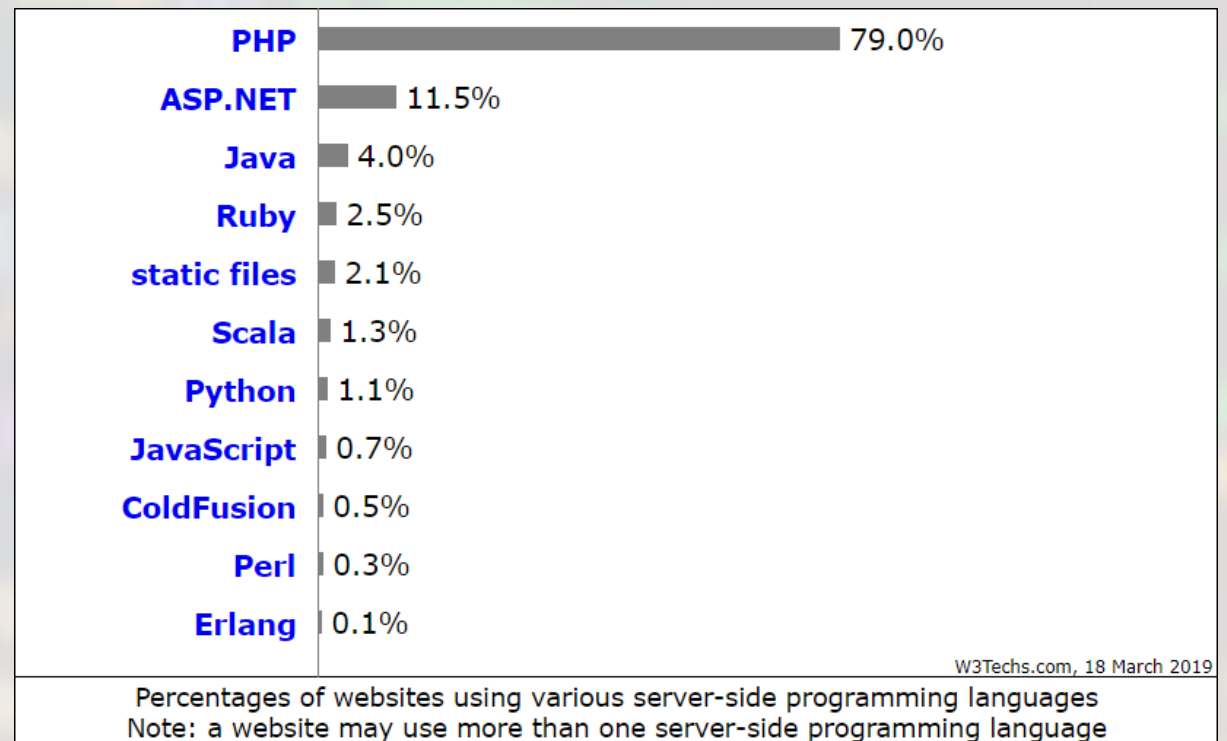 PHP 79.0%
ASP.NET 11.5%
Java 4.0%
Ruby 2.5%
static files 2.1%
Scala 1.3%
Python 1.1%
JavaScript 0.7%
ColdFusion 0.5%
Perl 0.3%
Erlang 0.1%
W3Techs.com, 18 March 2019
Percentages of websites using various server-side programming languages
Note: a website may use more than one server-side programming language